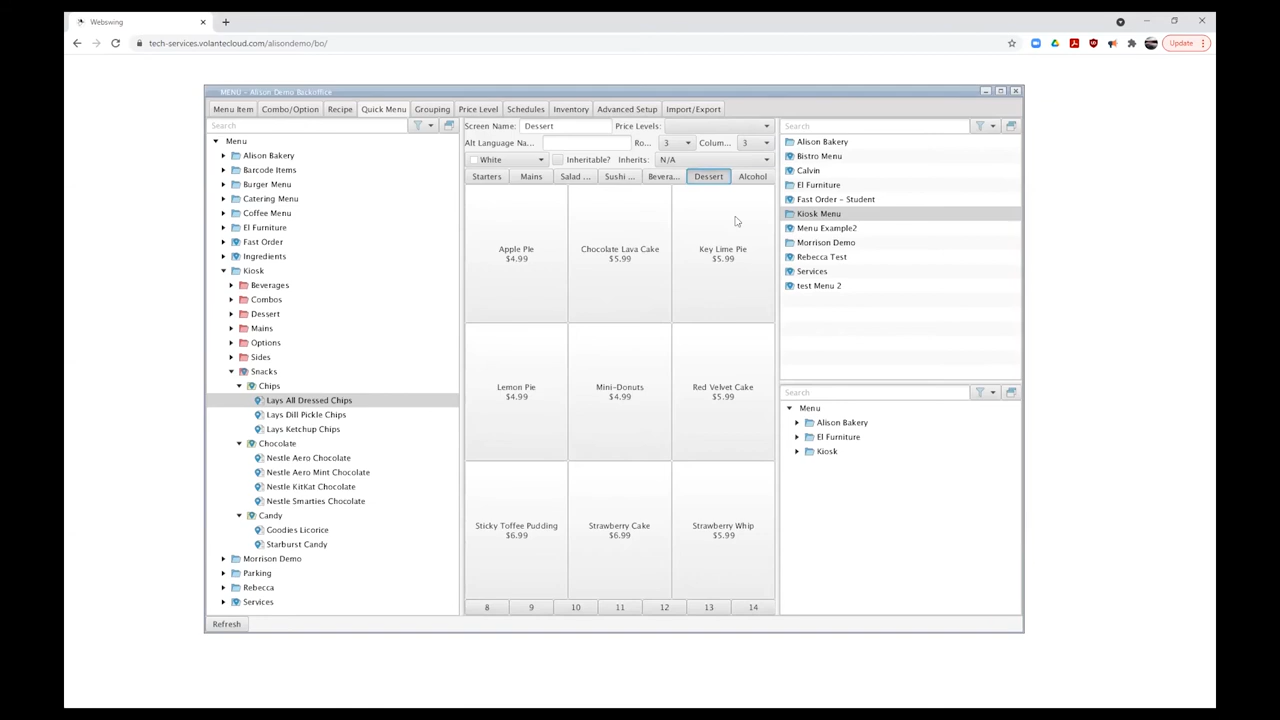 Webswing
tech-services.volantecloud.com/alisondemo/bo/
Update
MENU - Alison Demo Backoffice
Menu Item Combo/Option Recipe Quick Menu Grouping Price Level Schedules Inventory Advanced Setup Import/Export
Search
Menu
Alison Bakery
Barcode Items
Burger Menu
Catering Menu
Coffee Menu
El Furniture
Fast Order
Ingredients
Kiosk
Beverages
Combos
Dessert
Mains
Options
Sides
Snacks
Chips
Lays All Dressed Chips
Lays Dill Pickle Chips
Lays Ketchup Chips
Chocolate
Nestle Aero Chocolate
Nestle Aero Mint Chocolate
Nestle KitKat Chocolate
Nestle Smarties Chocolate
Candy
Goodies Licorice
Starburst Candy
Morrison Demo
Parking
Rebecca
Services
Refresh
Screen Name: Dessert Price Levels:
Alt Language Na... Ro... 3 Colum... 3
White Inheritable? Inherits: N/A
Starters Mains Salad ... Sushi ... Bevera... Dessert Alcohol
Apple Pie Chocolate Lava Cake Key Lime Pie
$4.99 $5.99 $5.99
Lemon Pie Mini-Donuts Red Velvet Cake
$4.99 $4.99 $5.99
Sticky Toffee Pudding Strawberry Cake Strawberry Whip
$6.99 $6.99 $5.99
8 9 10 11 12 13 14
Search
Alison Bakery
Bistro Menu
Calvin
El Furniture
Fast Order - Student
Kiosk Menu
Menu Example2
Morrison Demo
Rebecca Test
Services
test Menu 2
Search
Menu
Alison Bakery
El Furniture
Kiosk